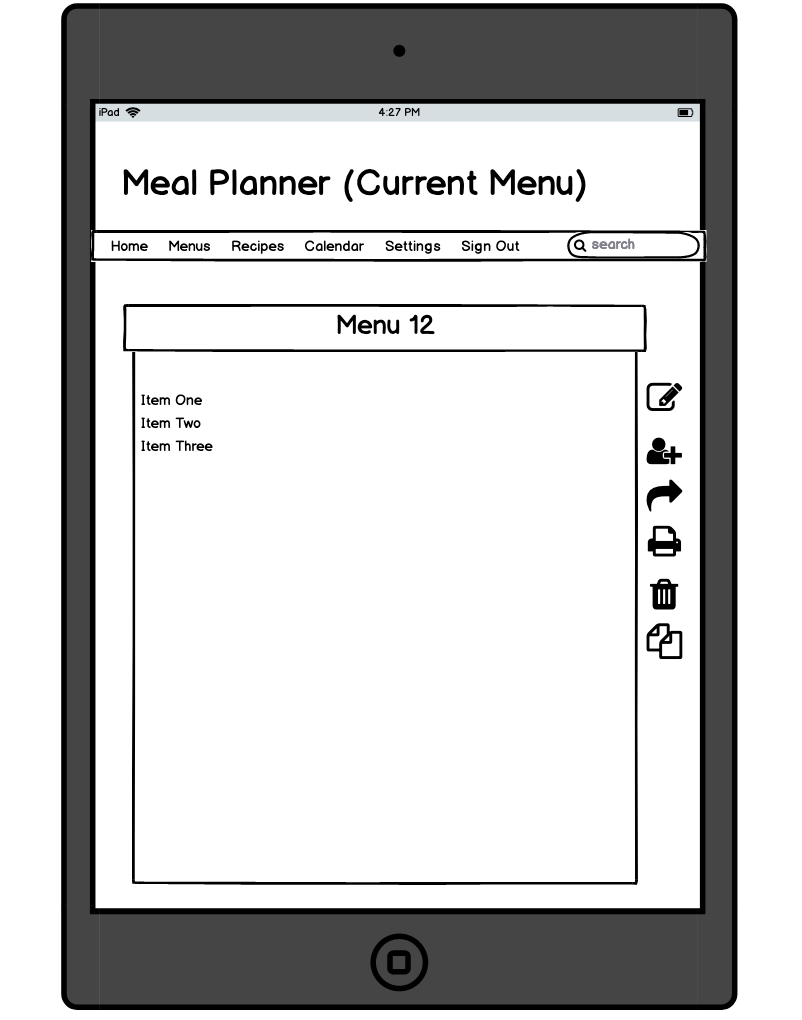 iPad 4:27 PM
Meal Planner (Current Menu)
Home Menus Recipes Calendar Settings Sign Out search
Menu 12
Item One
Item Two
Item Three